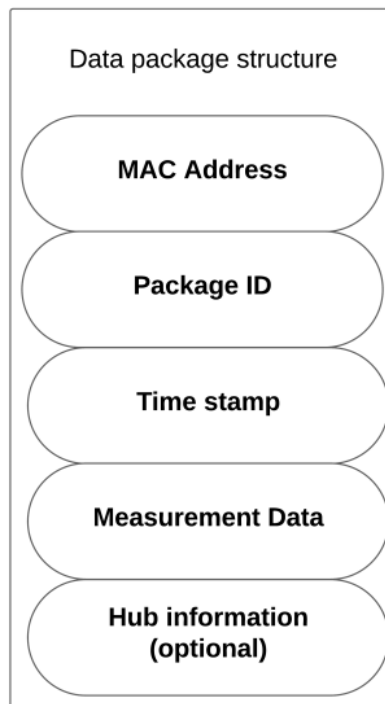 Data package structure
MAC Address
Package ID
Time stamp
Measurement Data
Hub information
(optional)